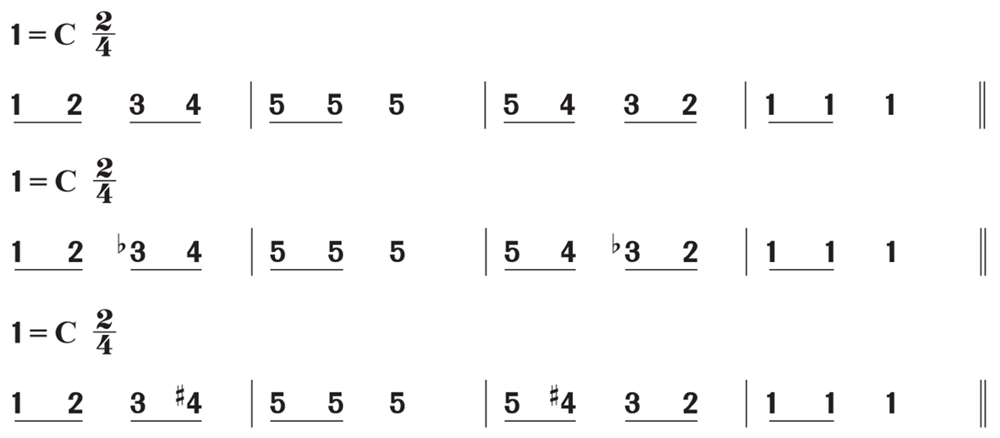 1=C 2/4
1 2 3 4 | 5 5 5 | 5 4 3 2 | 1 1 1 ‖
1=C 2/4
1 2 ♭3 4 | 5 5 5 | 5 4 ♭3 2 | 1 1 1 ‖
1=C 2/4
1 2 3 ♯4 | 5 5 5 | 5 ♯4 3 2 | 1 1 1 ‖